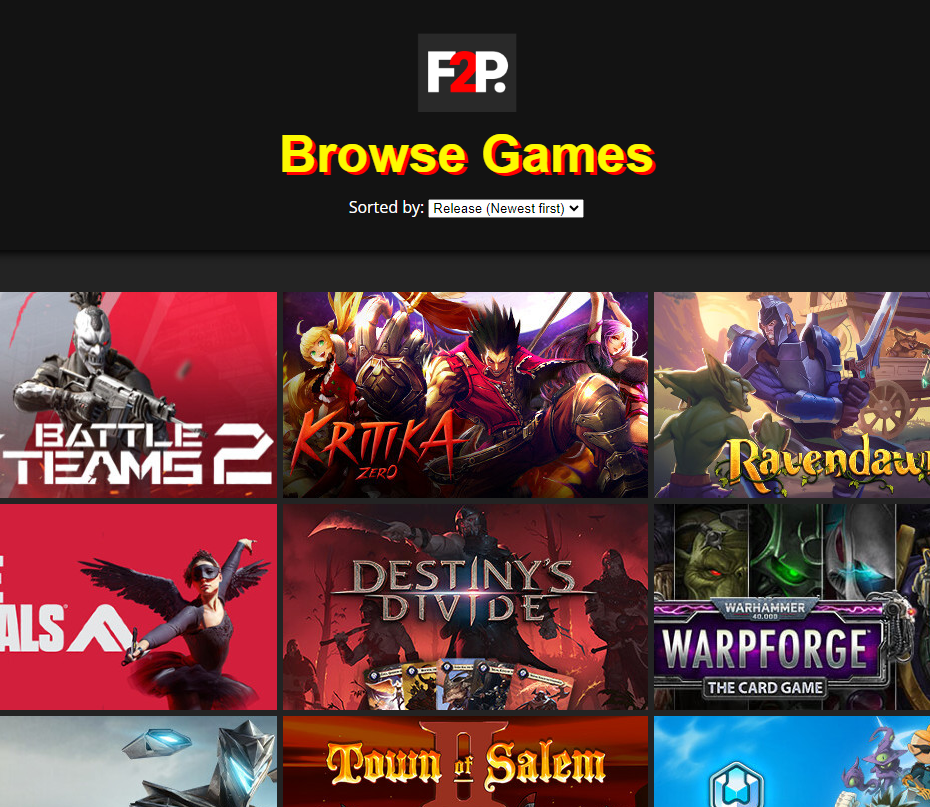 F2P.
Browse Games
Sorted by: Release (Newest first)
BATTLE
TEAMS 2
KRITIKA
ZERO
Ravendawn
ALS
DESTINY'S
DIVIDE
WARHAMMER
40,000
WARPFORGE
THE CARD GAME
II
Town of Salem